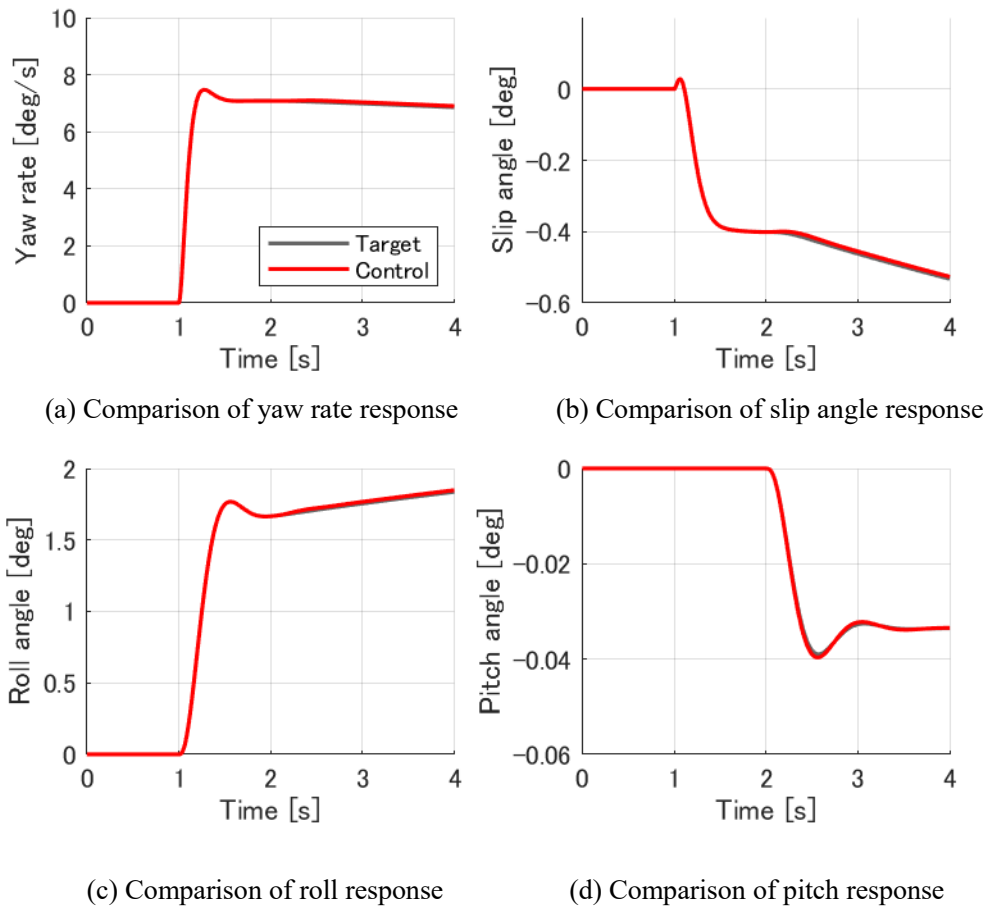 Yaw rate [deg/s]
10
8
6
4
2
0
Target
Control
0 1 2 3 4
Time [s]
(a) Comparison of yaw rate response
Slip angle [deg]
0
−0.2
−0.4
−0.6
0 1 2 3 4
Time [s]
(b) Comparison of slip angle response
Roll angle [deg]
2
1.5
1
0.5
0
0 1 2 3 4
Time [s]
(c) Comparison of roll response
Pitch angle [deg]
0
−0.02
−0.04
−0.06
0 1 2 3 4
Time [s]
(d) Comparison of pitch response